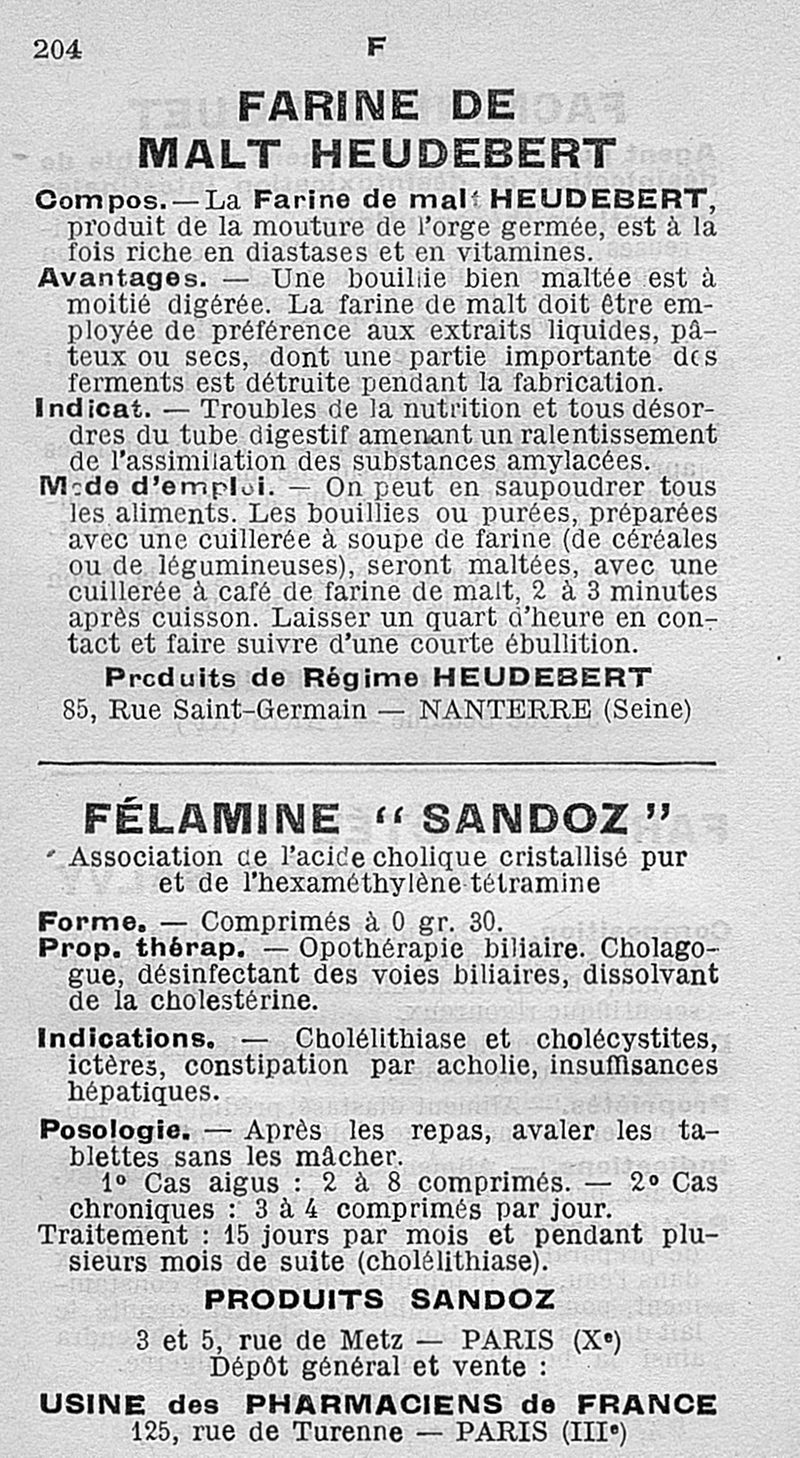 204
F
FARINE DE
MALT HEUDEBERT
Compos. — La Farine de malt HEUDEBERT,
produit de la mouture de l'orge germée, est à la
fois riche en diastases et en vitamines.
Avantages. — Une bouillie bien maltée est à
moitié digérée. La farine de malt doit être em-
ployée de préférence aux extraits liquides, pâ-
teux ou secs, dont une partie importante des
ferments est détruite pendant la fabrication.
Indicat. — Troubles de la nutrition et tous désor-
dres du tube digestif amenant un ralentissement
de l'assimilation des substances amylacées.
Mode d'emploi. — On peut en saupoudrer tous
les aliments. Les bouillies ou purées, préparées
avec une cuillerée à soupe de farine (de céréales
ou de légumineuses), seront maltées, avec une
cuillerée à café de farine de malt, 2 à 3 minutes
après cuisson. Laisser un quart d'heure en con-
tact et faire suivre d'une courte ébullition.
Produits de Régime HEUDEBERT
85, Rue Saint-Germain — NANTERRE (Seine)
FÉLAMINE “ SANDOZ ”
Association de l'acide cholique cristallisé pur
et de l'hexaméthylène-tétramine
Forme. — Comprimés à 0 gr. 30.
Prop. thérap. — Opothérapie biliaire. Cholago-
gue, désinfectant des voies biliaires, dissolvant
de la cholestérine.
Indications. — Cholélithiase et cholécystites,
ictères, constipation par acholie, insuffisances
hépatiques.
Posologie. — Après les repas, avaler les ta-
blettes sans les mâcher.
1º Cas aigus : 2 à 8 comprimés. — 2º Cas
chroniques : 3 à 4 comprimés par jour.
Traitement : 15 jours par mois et pendant plu-
sieurs mois de suite (cholélithiase).
PRODUITS SANDOZ
3 et 5, rue de Metz — PARIS (Xe)
Dépôt général et vente :
USINE des PHARMACIENS de FRANCE
125, rue de Turenne — PARIS (IIIe)